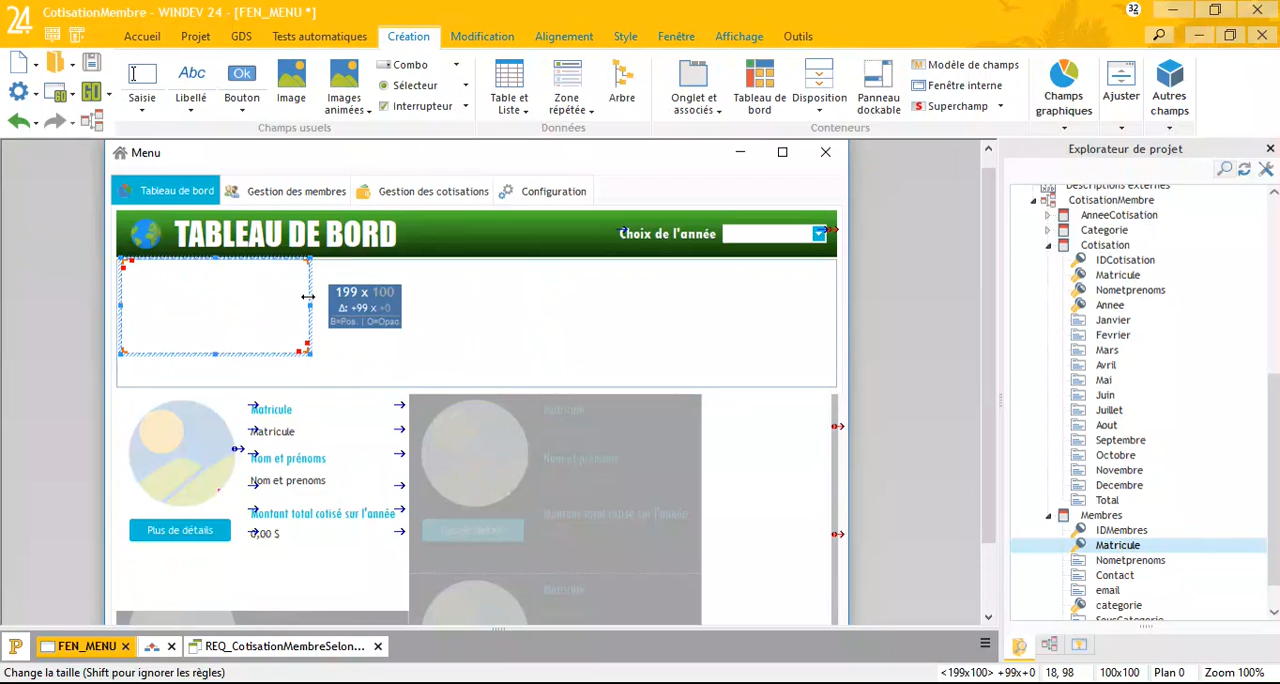 24 CotisationMembre - WINDEV 24 - [FEN_MENU *]
32
Accueil Projet GDS Tests automatiques Création Modification Alignement Style Fenêtre Affichage Outils
Saisie
Abc Libellé
Ok Bouton
Image
Images animées
Combo
Sélecteur
Interrupteur
Table et Liste
Zone répétée
Arbre
Onglet et associés
Tableau de bord
Disposition
Panneau dockable
Modèle de champs
Fenêtre interne
Superchamp
Champs graphiques
Ajuster
Autres champs
GO
Champs usuels
Données
Conteneurs
Menu
Tableau de bord
Gestion des membres
Gestion des cotisations
Configuration
TABLEAU DE BORD
Choix de l'année
199 x 100
Δ: +99 x +0
B=Pos. | O=Opac
Matricule
Matricule
Nom et prénoms
Nom et prenoms
Montant total cotisé sur l'année
0,00 $
Plus de détails
Matricule
Nom et prénoms
Montant total cotisé sur l'année
Matricule
Explorateur de projet
Descriptions externes
CotisationMembre
AnneeCotisation
Categorie
Cotisation
IDCotisation
Matricule
Nometprenoms
Annee
Janvier
Fevrier
Mars
Avril
Mai
Juin
Juillet
Aout
Septembre
Octobre
Novembre
Decembre
Total
Membres
IDMembres
Matricule
Nometprenoms
Contact
email
categorie
SousCategorie
FEN_MENU
REQ_CotisationMembreSelon...
Change la taille (Shift pour ignorer les règles)
<199x100> +99x+0 18, 98 100x100 Plan 0 Zoom 100%